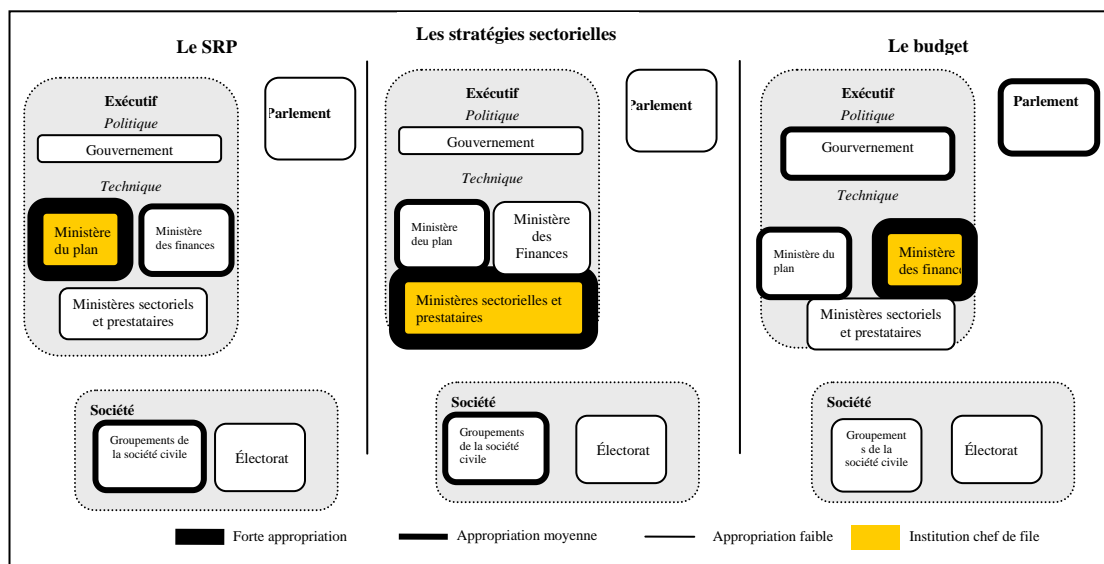 Le SRP
Exécutif
Politique
Gouvernement
Parlement
Technique
Ministère
du plan
Ministère
des finances
Ministères sectoriels
et prestataires
Société
Groupements de
la société civile
Électorat
Les stratégies sectorielles
Exécutif
Politique
Gouvernement
Parlement
Technique
Ministère
deu plan
Ministère
des
Finances
Ministères sectorielles et
prestataires
Société
Groupements
de la société
civile
Électorat
Le budget
Exécutif
Politique
Gourvernement
Parlement
Technique
Ministère du
plan
Ministère
des financ
Ministères sectoriels
et prestataires
Société
Groupement
s de la
société civile
Électorat
Forte appropriation
Appropriation moyenne
Appropriation faible
Institution chef de file